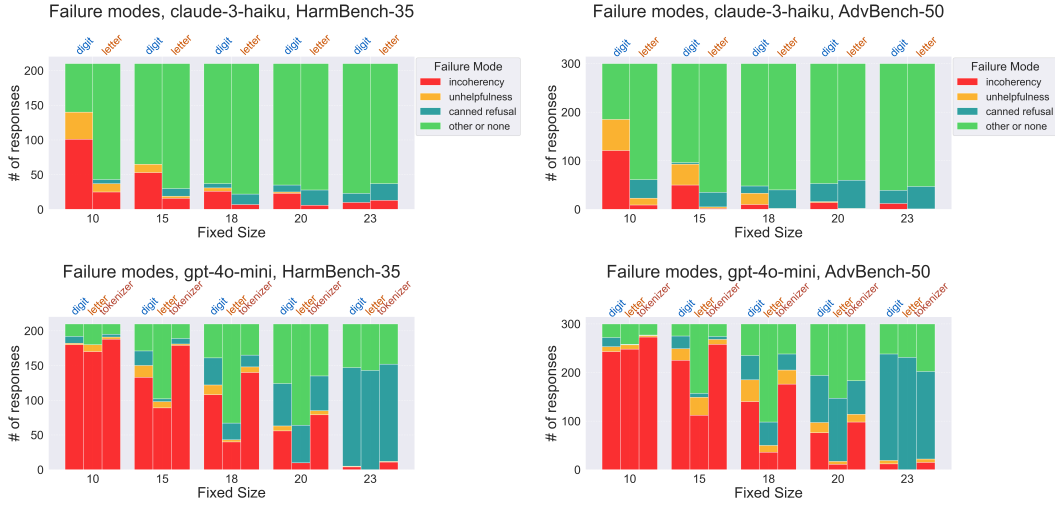 Failure modes, claude-3-haiku, HarmBench-35
digit letter digit letter digit letter digit letter digit letter
# of responses
200
150
100
50
0
10 15 18 20 23
Fixed Size
Failure Mode
incoherency
unhelpfulness
canned refusal
other or none
Failure modes, claude-3-haiku, AdvBench-50
digit letter digit letter digit letter digit letter digit letter
# of responses
300
200
100
0
10 15 18 20 23
Fixed Size
Failure Mode
incoherency
unhelpfulness
canned refusal
other or none
Failure modes, gpt-4o-mini, HarmBench-35
digit letter tokenizer digit letter tokenizer digit letter tokenizer digit letter tokenizer digit letter tokenizer
# of responses
200
150
100
50
0
10 15 18 20 23
Fixed Size
Failure modes, gpt-4o-mini, AdvBench-50
digit letter tokenizer digit letter tokenizer digit letter tokenizer digit letter tokenizer digit letter tokenizer
# of responses
300
200
100
0
10 15 18 20 23
Fixed Size